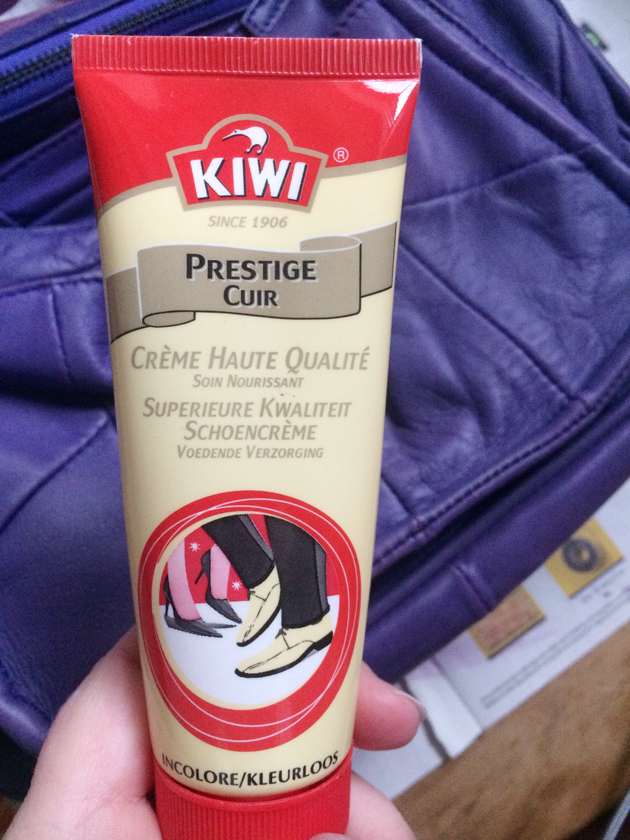 KIWI®
SINCE 1906
PRESTIGE
CUIR
CRÈME HAUTE QUALITÉ
SOIN NOURISSANT
SUPERIEURE KWALITEIT
SCHOENCRÈME
VOEDENDE VERZORGING
INCOLORE/KLEURLOOS